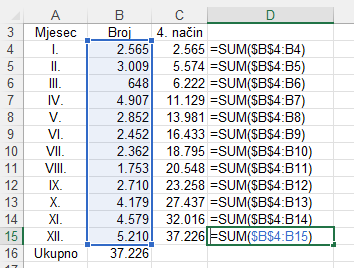 A B C D
3 Mjesec Broj 4. način
4 I. 2.565 2.565 =SUM($B$4:B4)
5 II. 3.009 5.574 =SUM($B$4:B5)
6 III. 648 6.222 =SUM($B$4:B6)
7 IV. 4.907 11.129 =SUM($B$4:B7)
8 V. 2.852 13.981 =SUM($B$4:B8)
9 VI. 2.452 16.433 =SUM($B$4:B9)
10 VII. 2.362 18.795 =SUM($B$4:B10)
11 VIII. 1.753 20.548 =SUM($B$4:B11)
12 IX. 2.710 23.258 =SUM($B$4:B12)
13 X. 4.179 27.437 =SUM($B$4:B13)
14 XI. 4.579 32.016 =SUM($B$4:B14)
15 XII. 5.210 37.226 =SUM($B$4:B15)
16 Ukupno 37.226